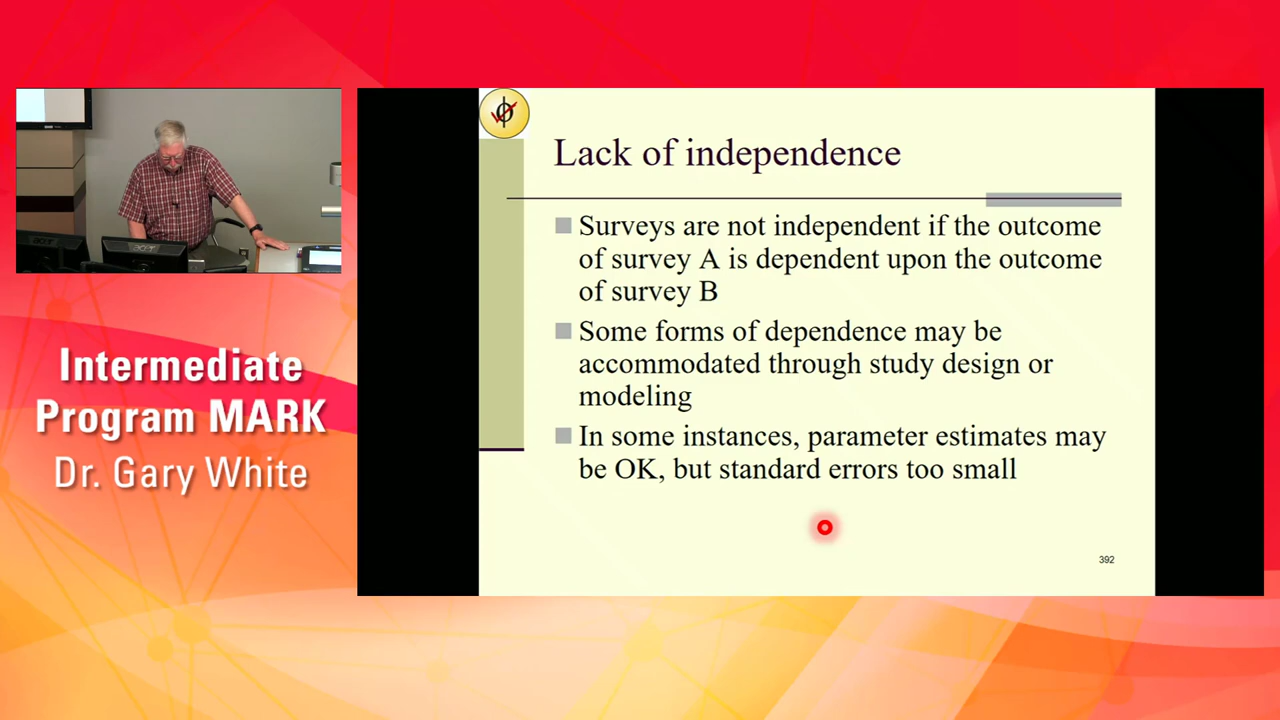 Lack of independence
Surveys are not independent if the outcome
of survey A is dependent upon the outcome
of survey B
Some forms of dependence may be
accommodated through study design or
modeling
In some instances, parameter estimates may
be OK, but standard errors too small
392
Intermediate
Program MARK
Dr. Gary White
acer